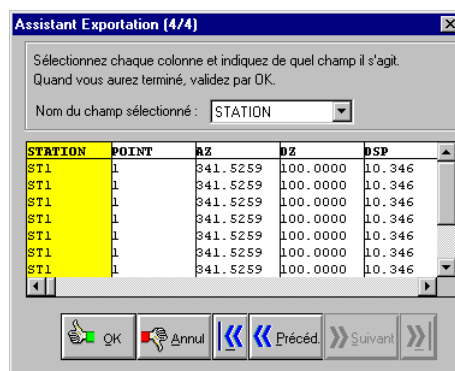 Assistant Exportation (4/4)
Sélectionnez chaque colonne et indiquez de quel champ il s'agit.
Quand vous aurez terminé, validez par OK.
Nom du champ sélectionné : STATION
STATION POINT AZ DZ DSP
ST1 1 341.5259 100.0000 10.346
ST1 1 341.5259 100.0000 10.346
ST1 1 341.5259 100.0000 10.346
ST1 1 341.5259 100.0000 10.346
ST1 1 341.5259 100.0000 10.346
ST1 1 341.5259 100.0000 10.346
ST1 1 341.5259 100.0000 10.346
OK Annul Précéd. Suivant